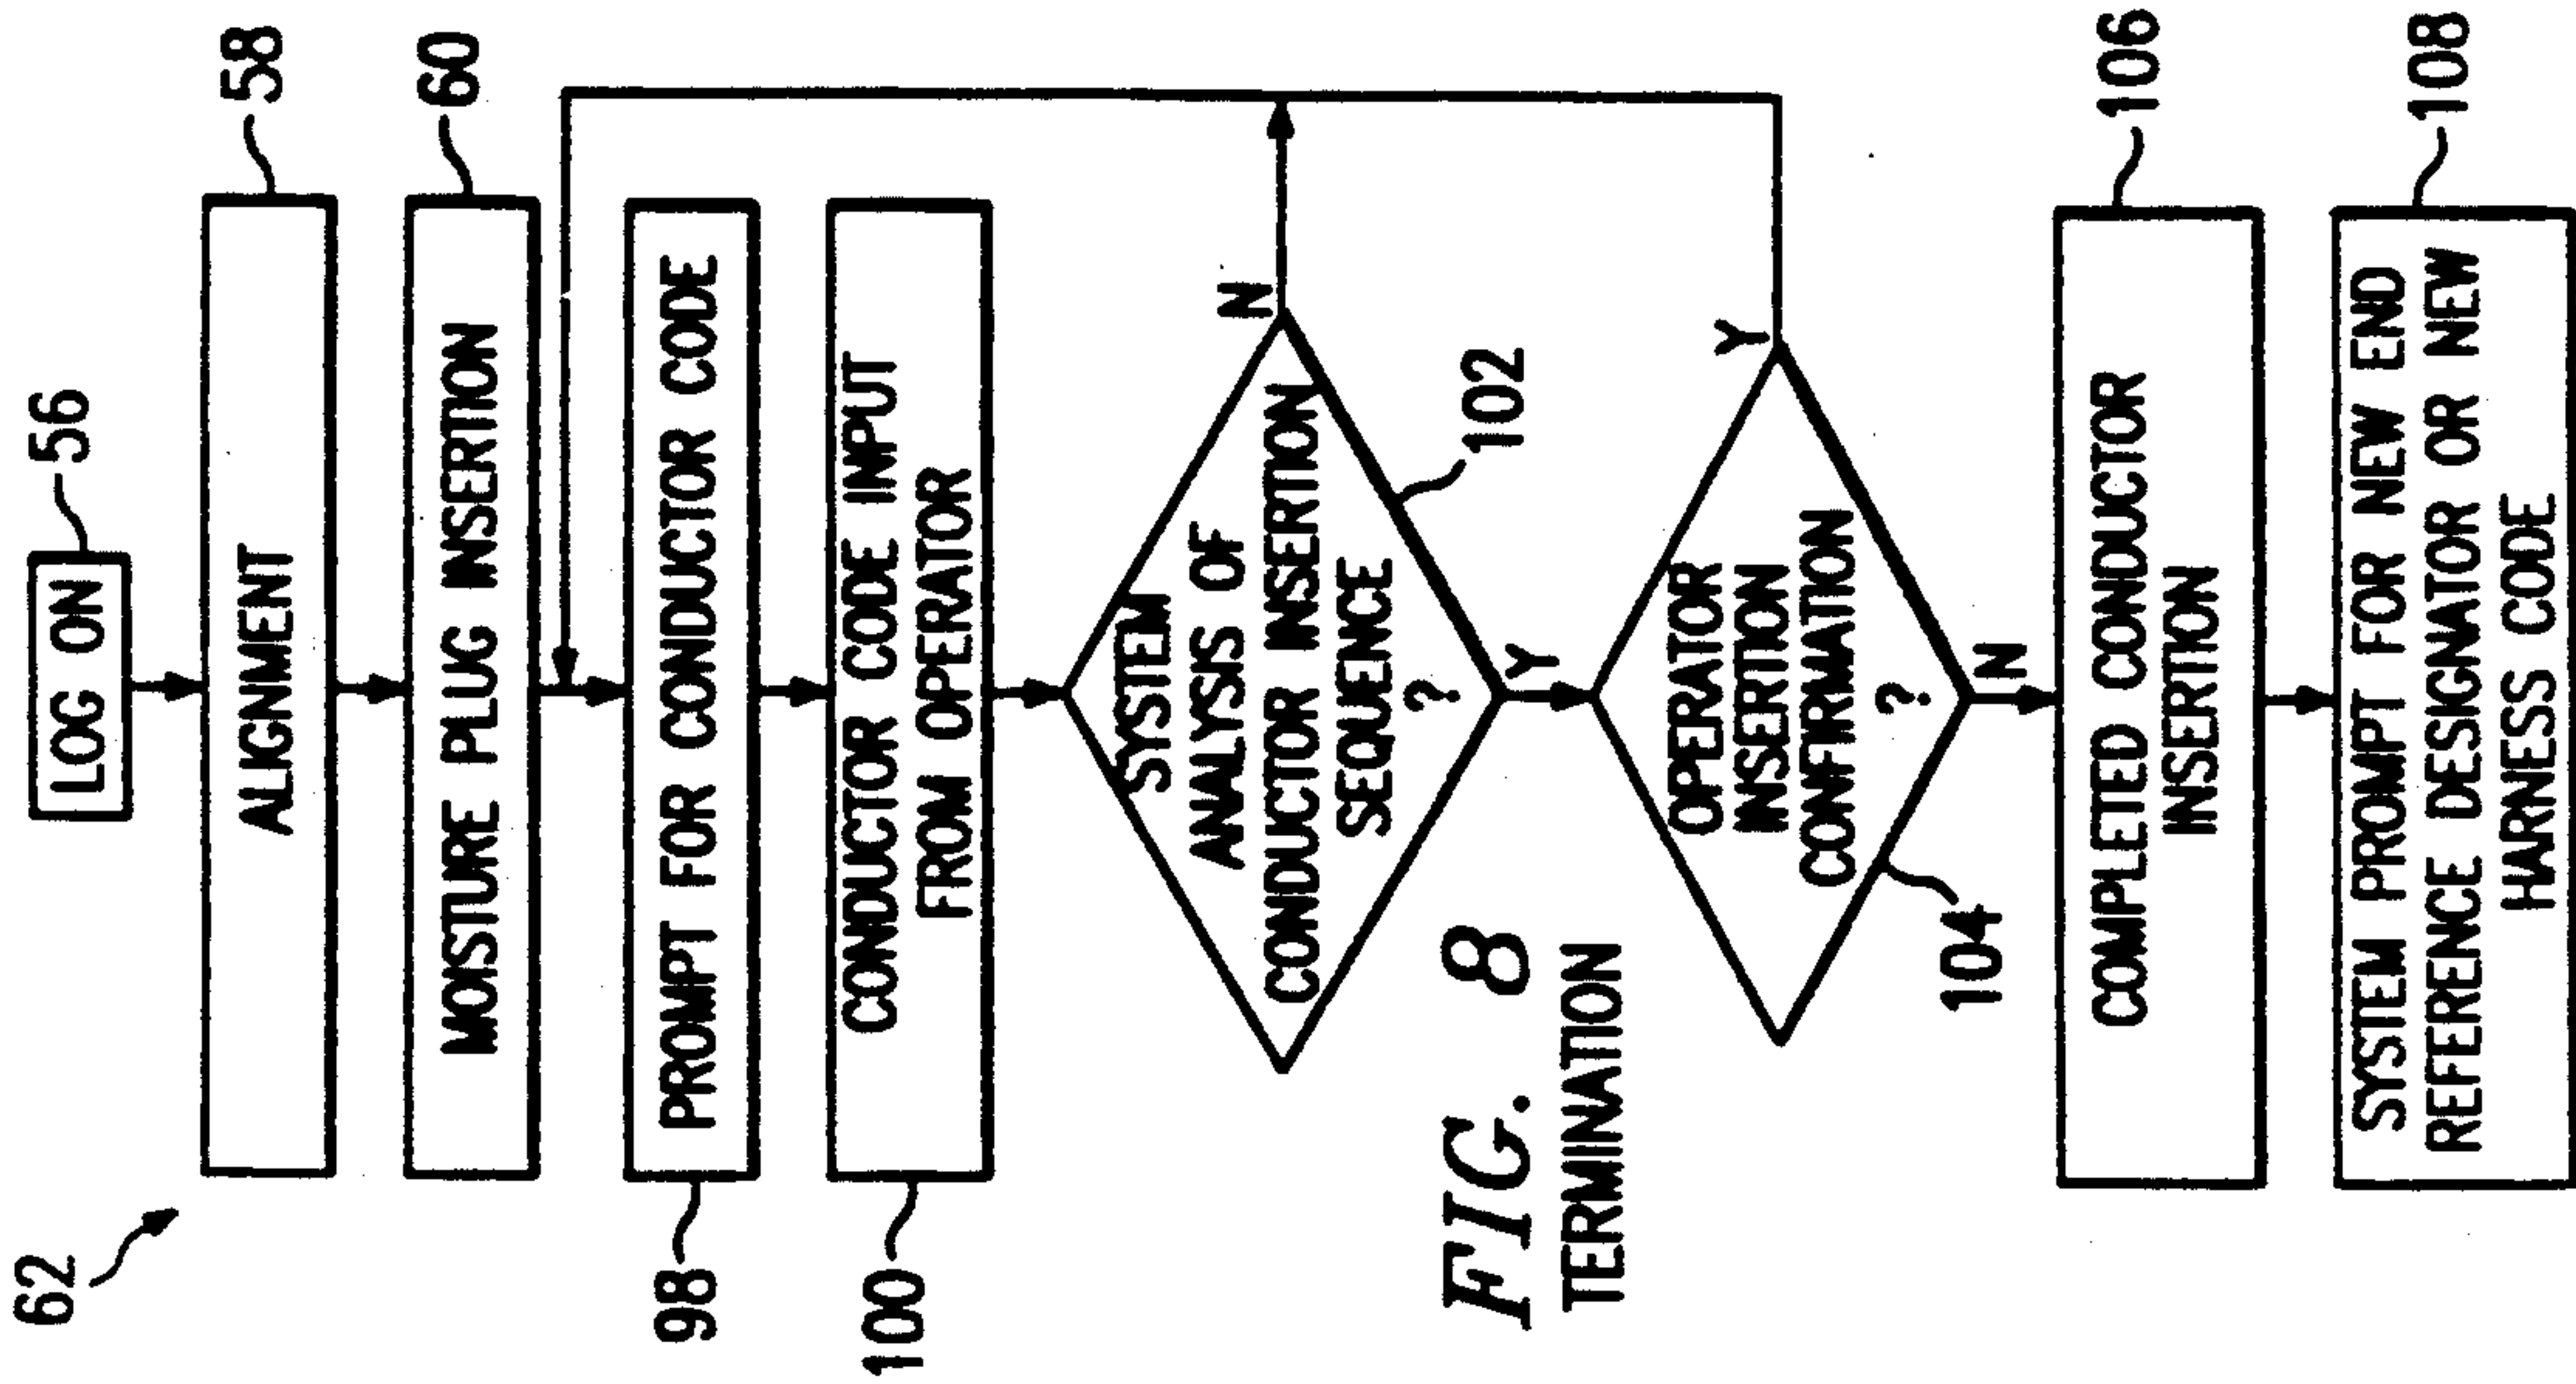 62
LOG ON
56
ALIGNMENT
58
MOISTURE PLUG INSERTION
60
PROMPT FOR CONDUCTOR CODE
98
CONDUCTOR CODE INPUT
FROM OPERATOR
100
SYSTEM
ANALYSIS OF
CONDUCTOR INSERTION
SEQUENCE
?
N
102
Y
OPERATOR
INSERTION
CONFIRMATION
?
Y
104
N
FIG. 8
TERMINATION
COMPLETED CONDUCTOR
INSERTION
106
SYSTEM PROMPT FOR NEW END
REFERENCE DESIGNATOR OR NEW
HARNESS CODE
108